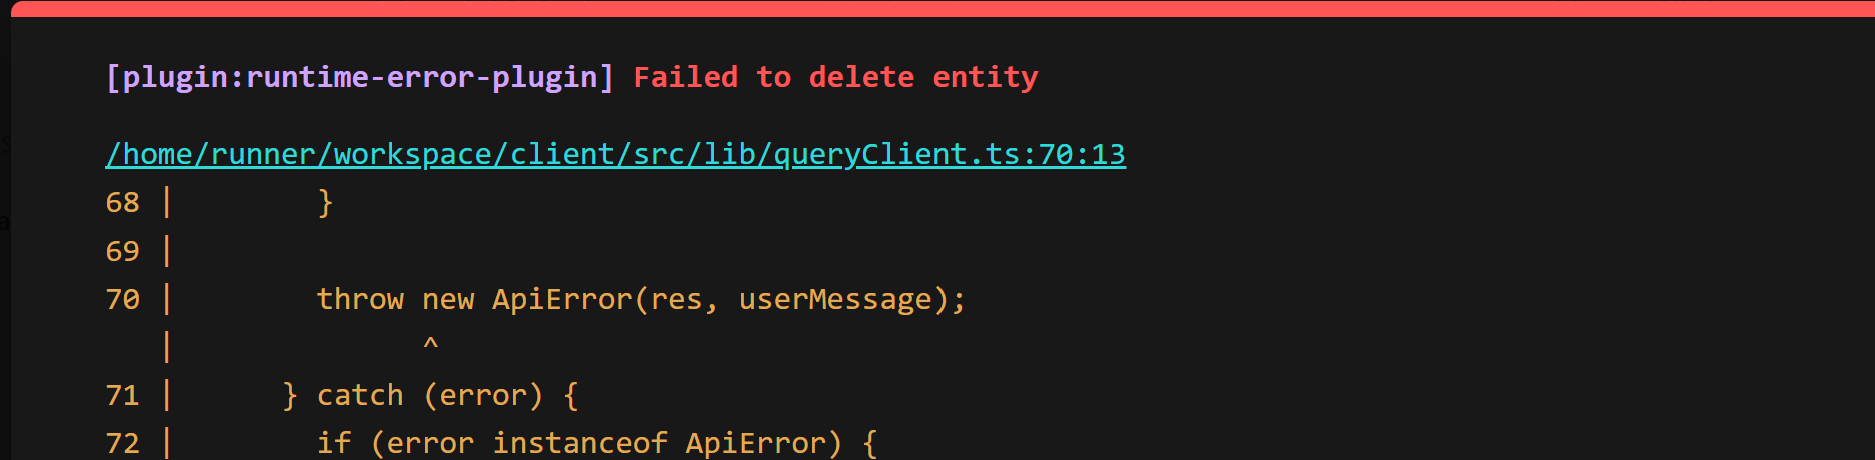 [plugin:runtime-error-plugin] Failed to delete entity
/home/runner/workspace/client/src/lib/queryClient.ts:70:13
68 |        }
69 |
70 |        throw new ApiError(res, userMessage);
   |              ^
71 |      } catch (error) {
72 |        if (error instanceof ApiError) {